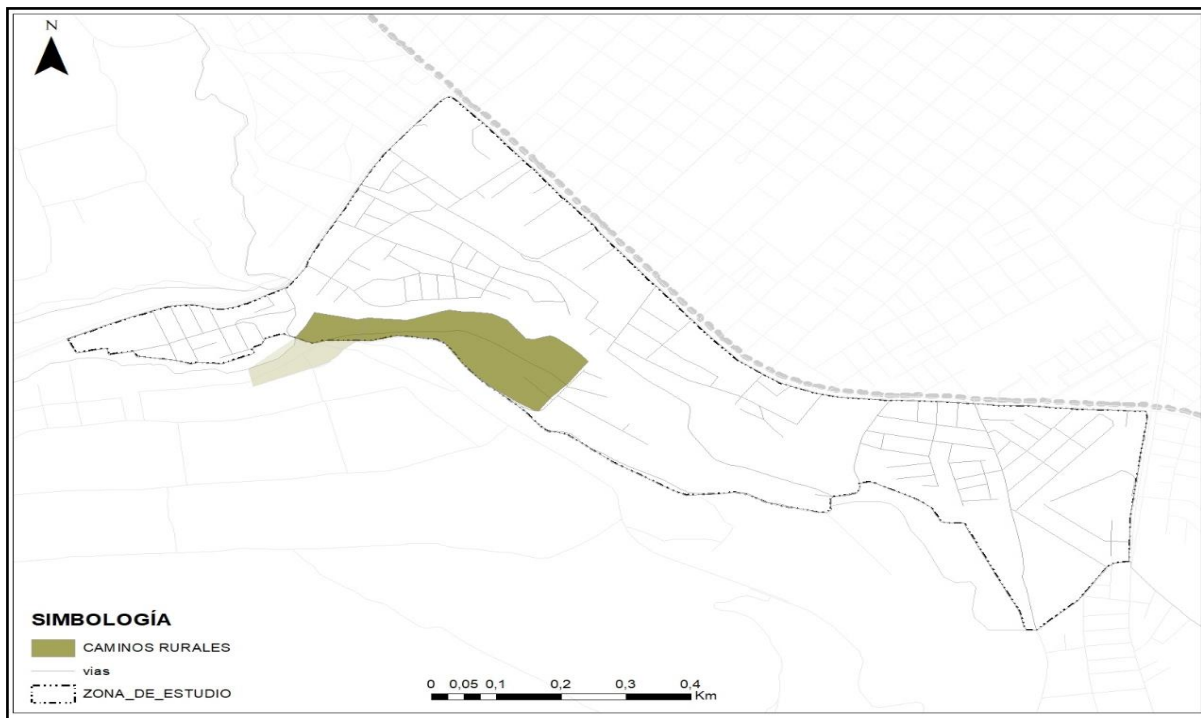 N
SIMBOLOGÍA
CAMINOS RURALES
vias
ZONA_DE_ESTUDIO
0 0,05 0,1 0,2 0,3 0,4
Km